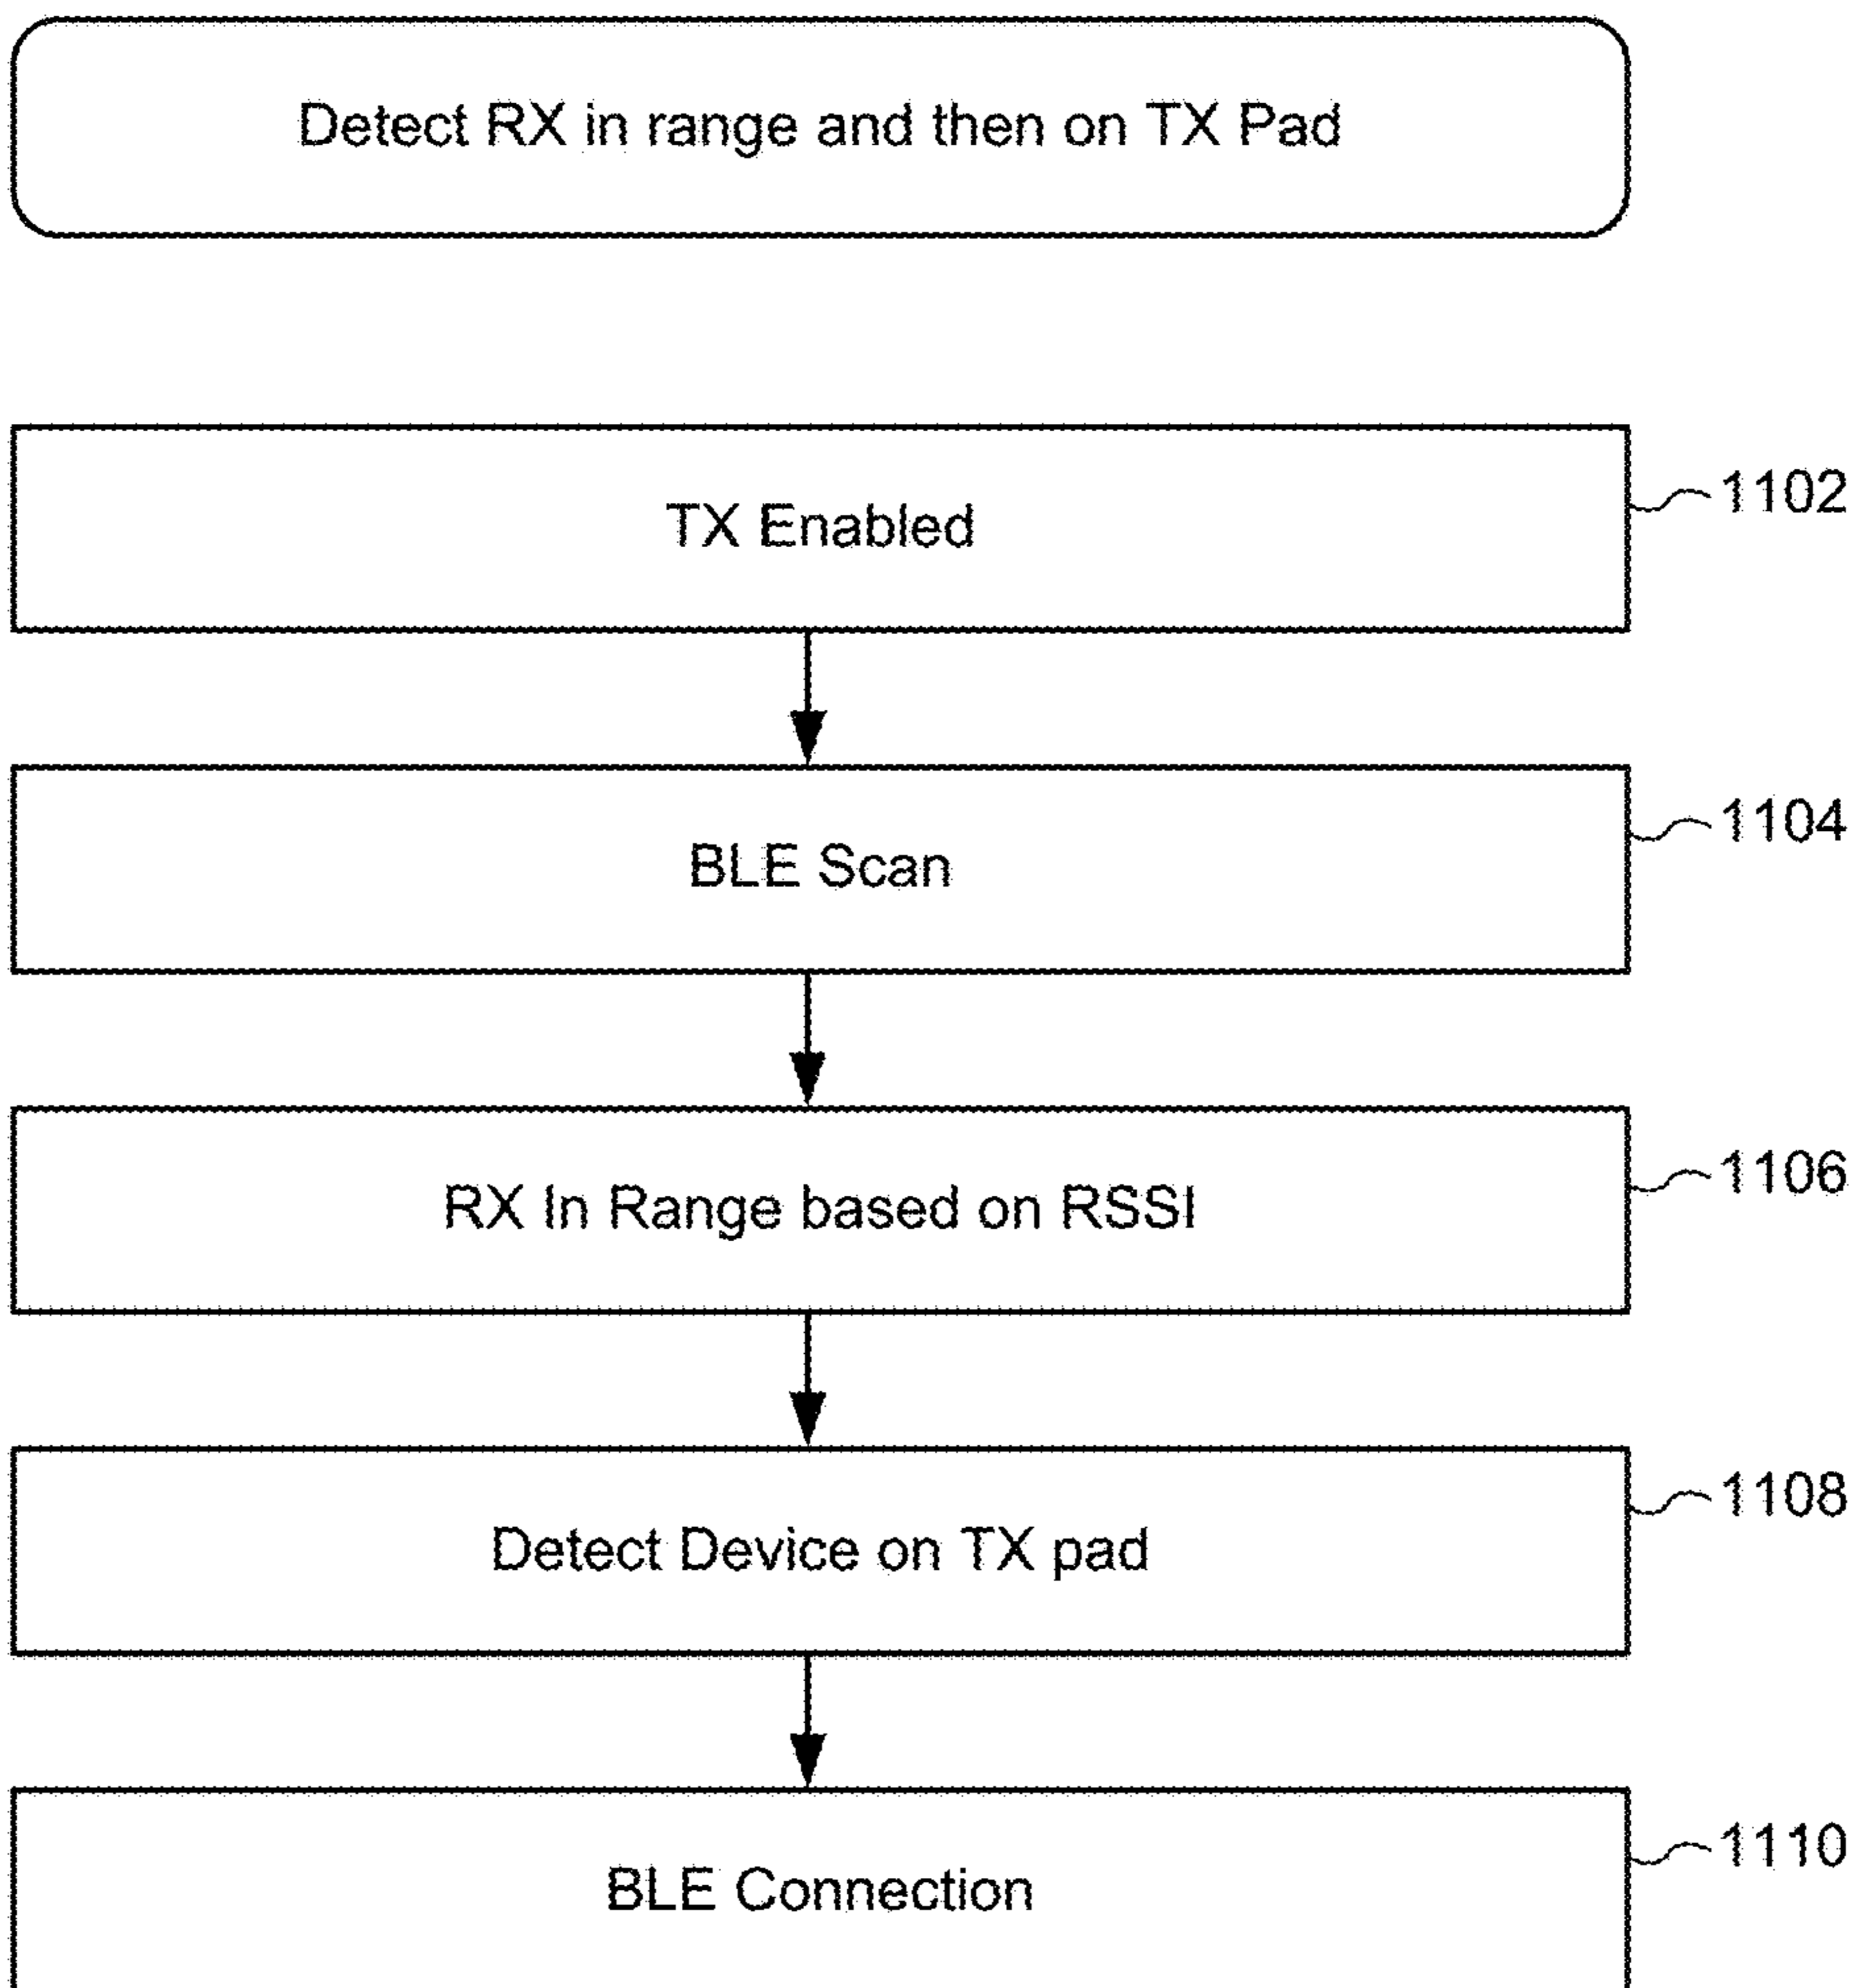 Detect RX in range and then on TX Pad
TX Enabled
1102
BLE Scan
1104
RX In Range based on RSSI
1106
Detect Device on TX pad
1108
BLE Connection
1110